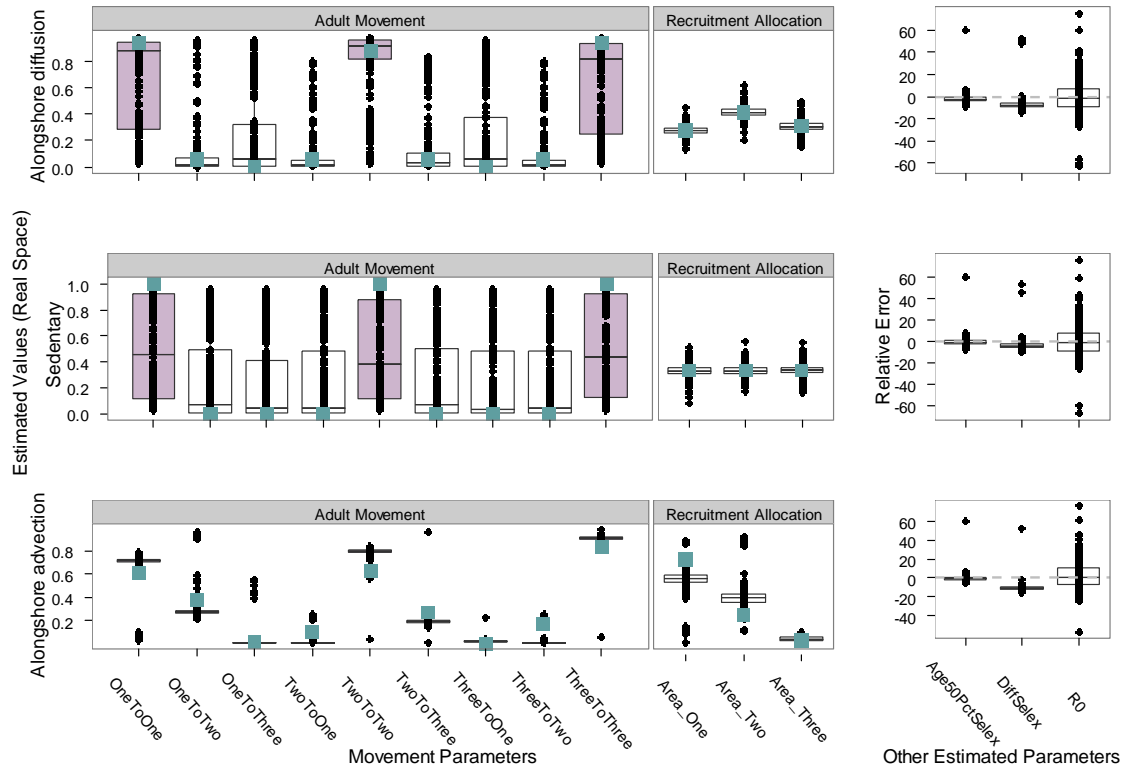 Adult Movement
Recruitment Allocation
Alongshore diffusion
0.8
0.6
0.4
0.2
0.0
60
40
20
0
-20
-40
-60
Estimated Values (Real Space)
Adult Movement
Recruitment Allocation
Sedentary
1.0
0.8
0.6
0.4
0.2
0.0
Relative Error
60
40
20
0
-20
-40
-60
Adult Movement
Recruitment Allocation
Alongshore advection
0.8
0.6
0.4
0.2
60
40
20
0
-20
-40
OneToOne
OneToTwo
OneToThree
TwoToOne
TwoToTwo
TwoToThree
ThreeToOne
ThreeToTwo
ThreeToThree
Area_One
Area_Two
Area_Three
Age50PctSelex
DiffSelex
R0
Movement Parameters
Other Estimated Parameters